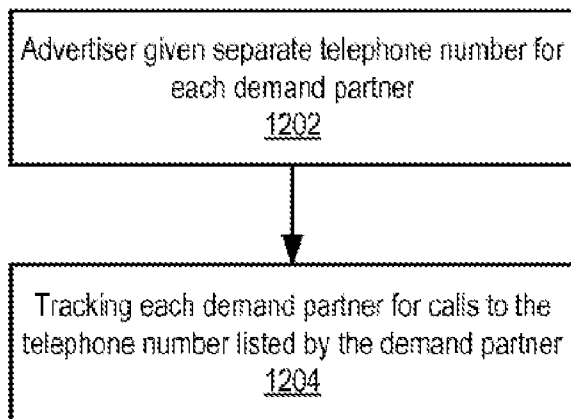 Advertiser given separate telephone number for
each demand partner
1202
Tracking each demand partner for calls to the
telephone number listed by the demand partner
1204